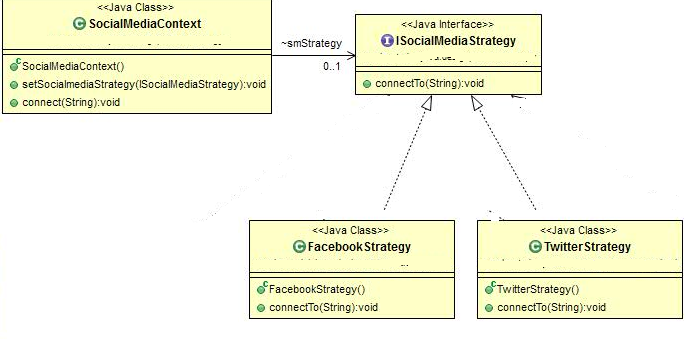 <<Java Class>>
SocialMediaContext
SocialMediaContext()
setSocialmediaStrategy(ISocialMediaStrategy):void
connect(String):void
~smStrategy
0..1
<<Java Interface>>
ISocialMediaStrategy
connectTo(String):void
<<Java Class>>
FacebookStrategy
FacebookStrategy()
connectTo(String):void
<<Java Class>>
TwitterStrategy
TwitterStrategy()
connectTo(String):void